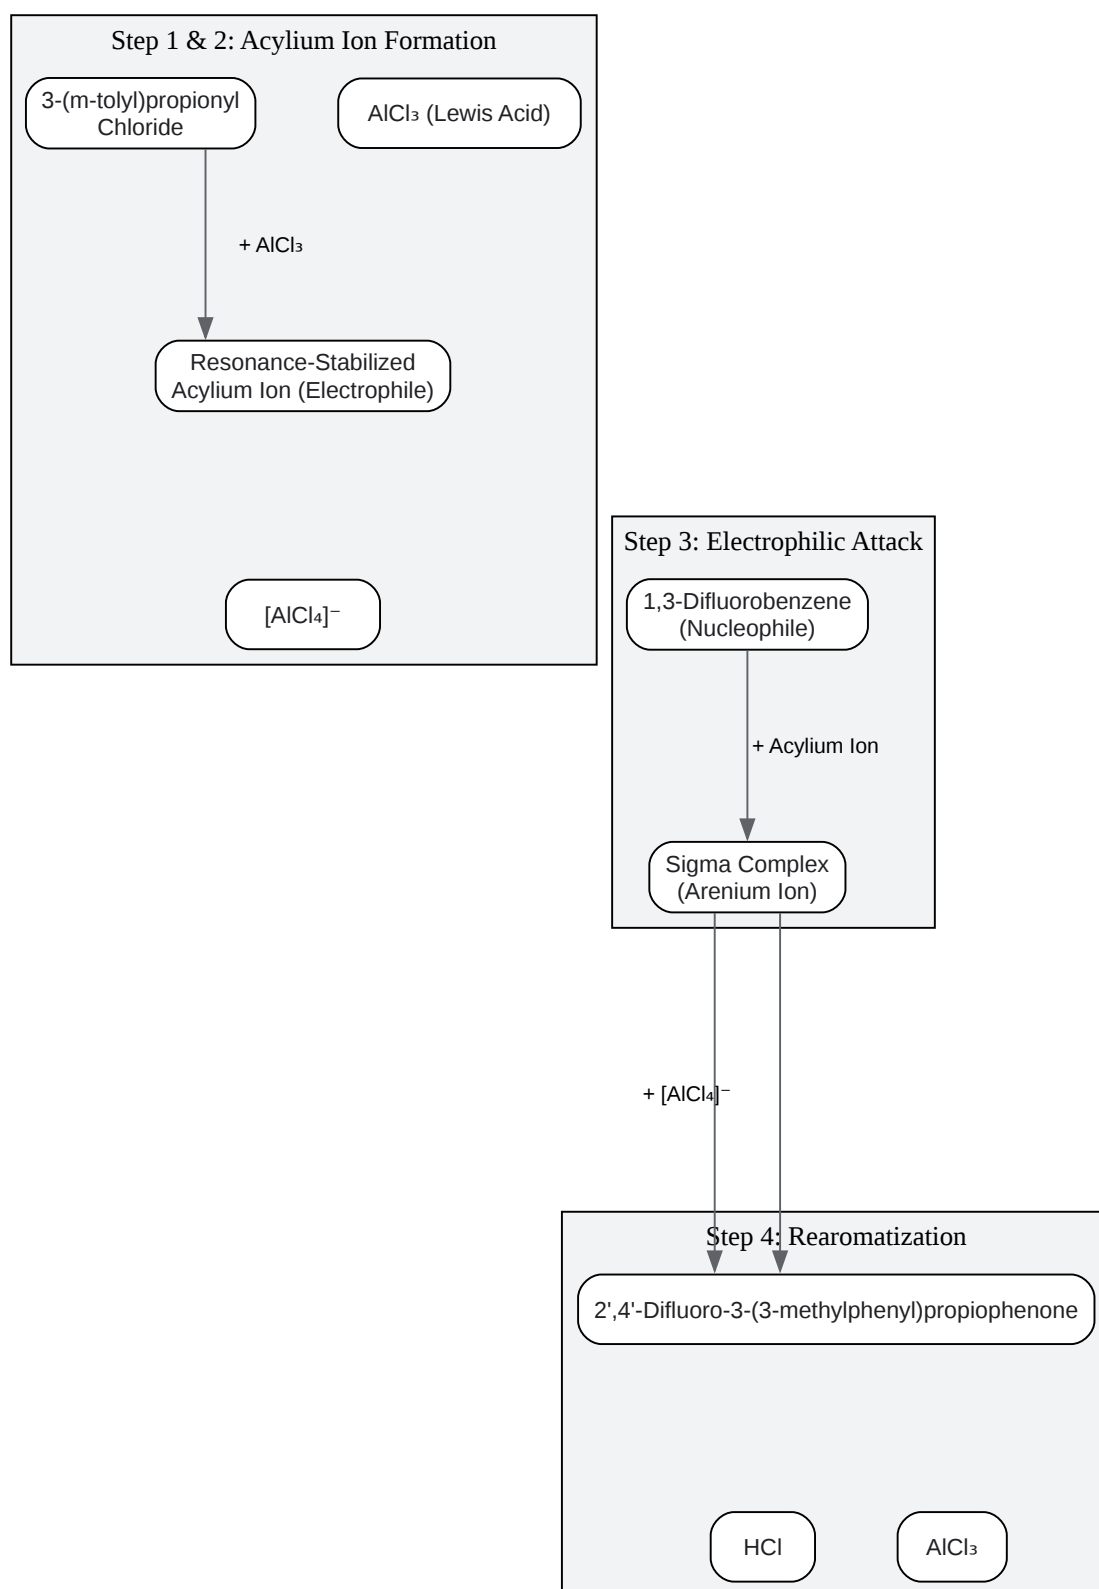 Step 1 & 2: Acylium Ion Formation
3-(m-tolyl)propionyl
Chloride
AlCl₃ (Lewis Acid)
+ AlCl₃
Resonance-Stabilized
Acylium Ion (Electrophile)
[AlCl₄]⁻
Step 3: Electrophilic Attack
1,3-Difluorobenzene
(Nucleophile)
+ Acylium Ion
Sigma Complex
(Arenium Ion)
+ [AlCl₄]⁻
Step 4: Rearomatization
2',4'-Difluoro-3-(3-methylphenyl)propiophenone
HCl
AlCl₃